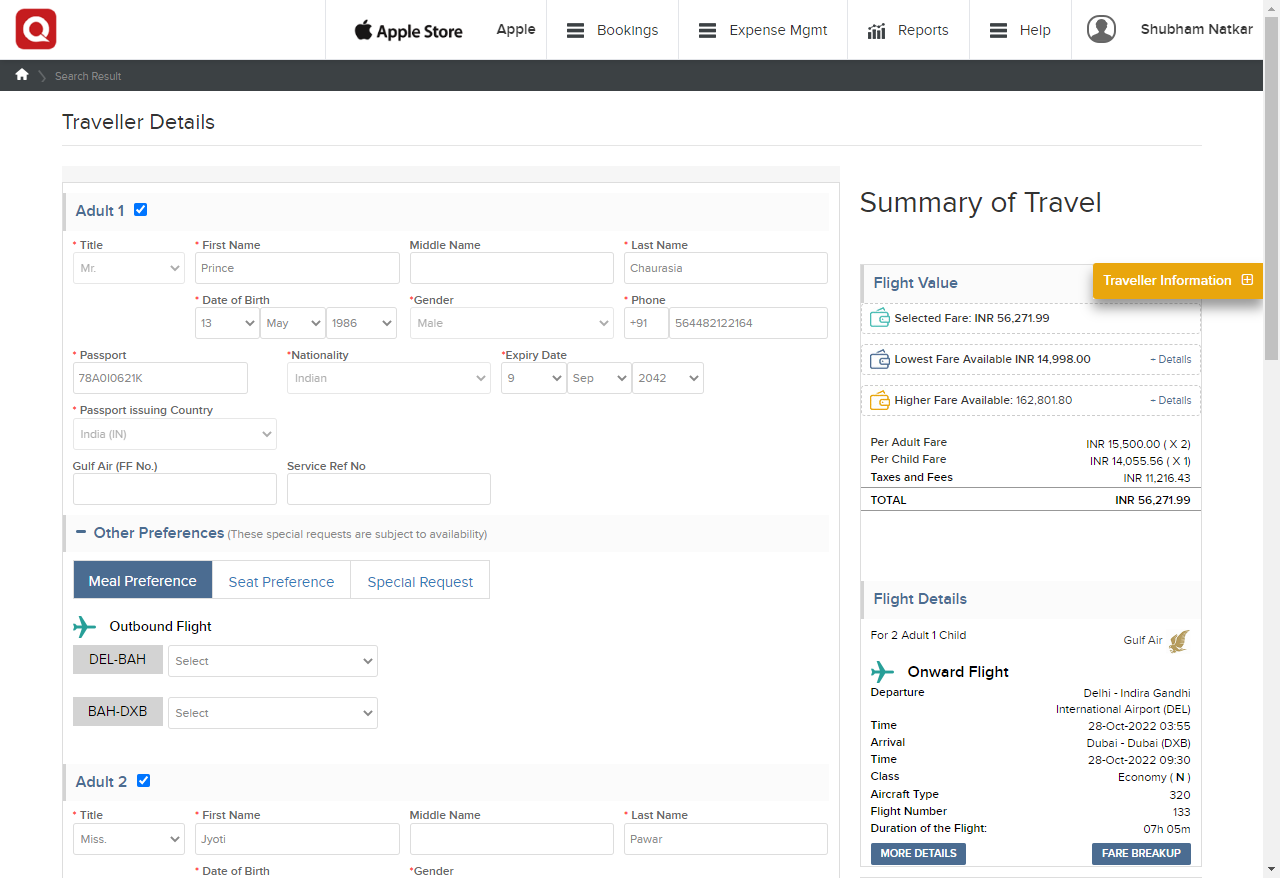 Apple Store
Apple
Bookings
Expense Mgmt
Reports
Help
Shubham Natkar
Search Result
Traveller Details
Adult 1
* Title
* First Name
Middle Name
* Last Name
Mr.
Prince
Chaurasia
* Date of Birth
*Gender
* Phone
13
May
1986
Male
+91
564482122164
* Passport
*Nationality
*Expiry Date
78A0I0621K
Indian
9
Sep
2042
* Passport issuing Country
India (IN)
Gulf Air (FF No.)
Service Ref No
Other Preferences (These special requests are subject to availability)
Meal Preference
Seat Preference
Special Request
Outbound Flight
DEL-BAH
Select
BAH-DXB
Select
Adult 2
* Title
* First Name
Middle Name
* Last Name
Miss.
Jyoti
Pawar
* Date of Birth
*Gender
Summary of Travel
Flight Value
Traveller Information
Selected Fare: INR 56,271.99
Lowest Fare Available INR 14,998.00
+ Details
Higher Fare Available: 162,801.80
+ Details
Per Adult Fare INR 15,500.00 ( X 2)
Per Child Fare INR 14,055.56 ( X 1)
Taxes and Fees INR 11,216.43
TOTAL INR 56,271.99
Flight Details
For 2 Adult 1 Child
Gulf Air
Onward Flight
Departure Delhi - Indira Gandhi
International Airport (DEL)
Time 28-Oct-2022 03:55
Arrival Dubai - Dubai (DXB)
Time 28-Oct-2022 09:30
Class Economy ( N )
Aircraft Type 320
Flight Number 133
Duration of the Flight: 07h 05m
MORE DETAILS
FARE BREAKUP